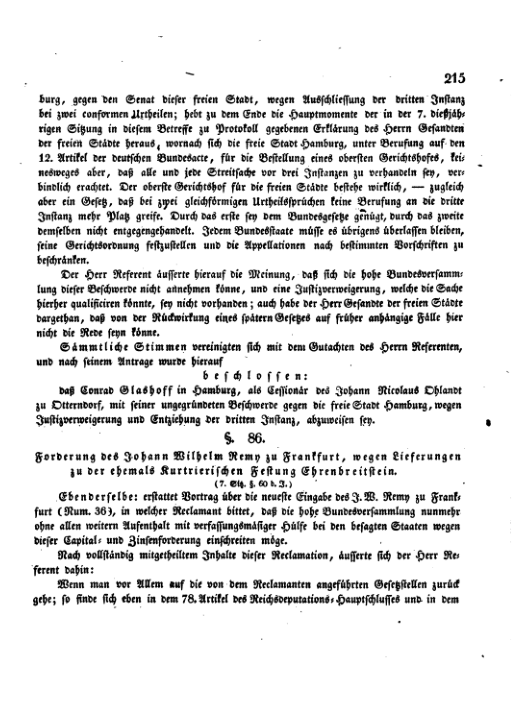 215
burg, gegen den Senat dieser freien Stadt, wegen Ausschliessung der dritten Instanz
bei zwei conformen Urtheilen; hebt zu dem Ende die Hauptmomente der in der 7. dießjäh-
rigen Sitzung in diesem Betreffe zu Protokoll gegebenen Erklärung des Herrn Gesandten
der freien Städte heraus, wornach sich die freie Stadt Hamburg, unter Berufung auf den
12. Artikel der deutschen Bundesacte, für die Bestellung eines obersten Gerichtshofes, kei-
nesweges aber, daß alle und jede Streitsache vor drei Instanzen zu verhandeln sey, ver-
bindlich erachtet. Der oberste Gerichtshof für die freien Städte bestehe wirklich, — zugleich
aber ein Gesetz, daß bei zwei gleichförmigen Urtheilssprüchen keine Berufung an die dritte
Instanz mehr Platz greife. Durch das erste sey dem Bundesgesetze genügt, durch das zweite
demselben nicht entgegengehandelt. Jedem Bundesstaate müsse es übrigens überlassen bleiben,
seine Gerichtsordnung festzustellen und die Appellationen nach bestimmten Vorschriften zu
beschränken.
Der Herr Referent äusserte hierauf die Meinung, daß sich die hohe Bundesversamm-
lung dieser Beschwerde nicht annehmen könne, und eine Justizverweigerung, welche die Sache
hierher qualificiren könnte, sey nicht vorhanden; auch habe der Herr Gesandte der freien Städte
dargethan, daß von der Rückwirkung eines spätern Gesetzes auf früher anhängige Fälle hier
nicht die Rede seyn könne.
Sämmtliche Stimmen vereinigten sich mit dem Gutachten des Herrn Referenten,
und nach seinem Antrage wurde hierauf
beschlossen:
daß Conrad Glashoff in Hamburg, als Cessionär des Johann Nicolaus Ohlandt
zu Otterndorf, mit seiner ungegründeten Beschwerde gegen die freie Stadt Hamburg, wegen
Justizverweigerung und Entziehung der dritten Instanz, abzuweisen sey.
§. 86.
Forderung des Johann Wilhelm Remy zu Frankfurt, wegen Lieferungen
zu der ehemals Kurtrierischen Festung Ehrenbreitstein.
(7. Sitz. §. 60 d. J.)
Ebenderselbe: erstattet Vortrag über die neueste Eingabe des J. W. Remy zu Frank-
furt (Num. 36), in welcher Reclamant bittet, daß die hohe Bundesversammlung nunmehr
ohne allen weitern Aufenthalt mit verfassungsmäsiger Hülfe bei den besagten Staaten wegen
dieser Capital- und Zinsenforderung einschreiten möge.
Nach vollständig mitgetheiltem Inhalte dieser Reclamation, äusserte sich der Herr Re-
ferent dahin:
Wenn man vor Allem auf die von dem Reclamanten angeführten Gesetzstellen zurück
gehe; so finde sich eben in dem 78. Artikel des Reichsdeputations-Hauptschlusses und in dem